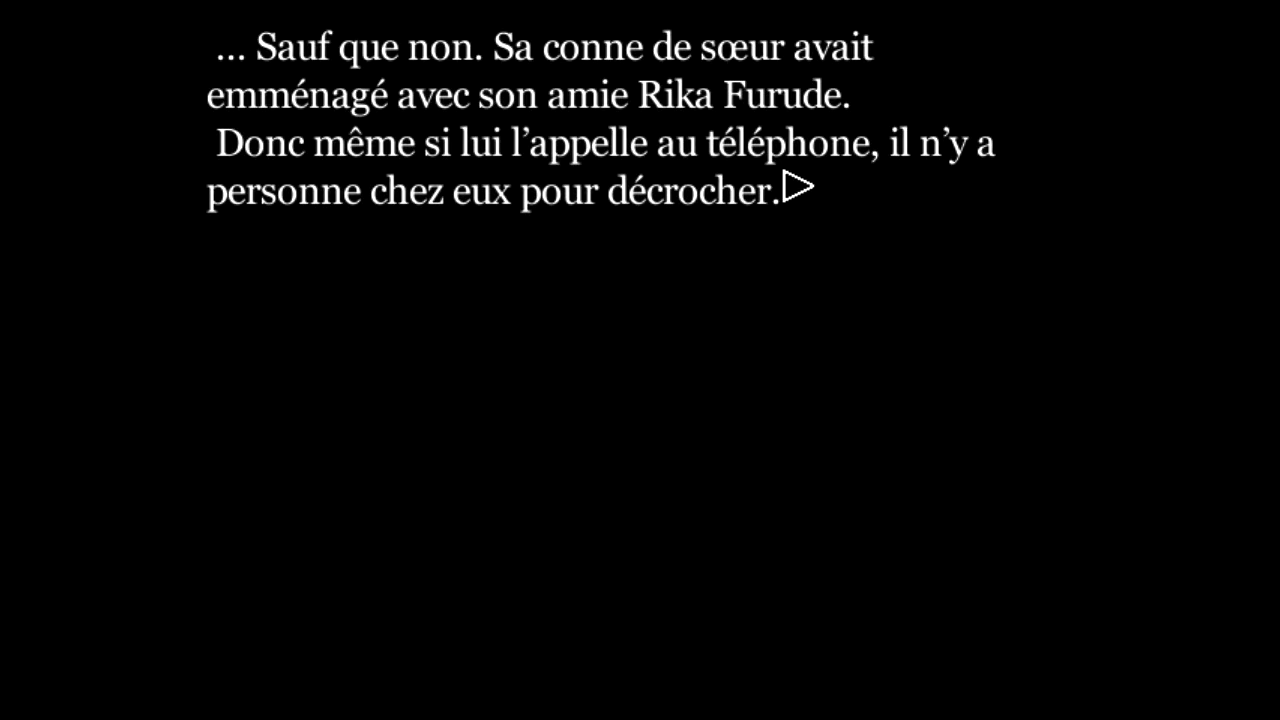 ... Sauf que non. Sa conne de sœur avait
emménagé avec son amie Rika Furude.
Donc même si lui l’appelle au téléphone, il n’y a
personne chez eux pour décrocher.